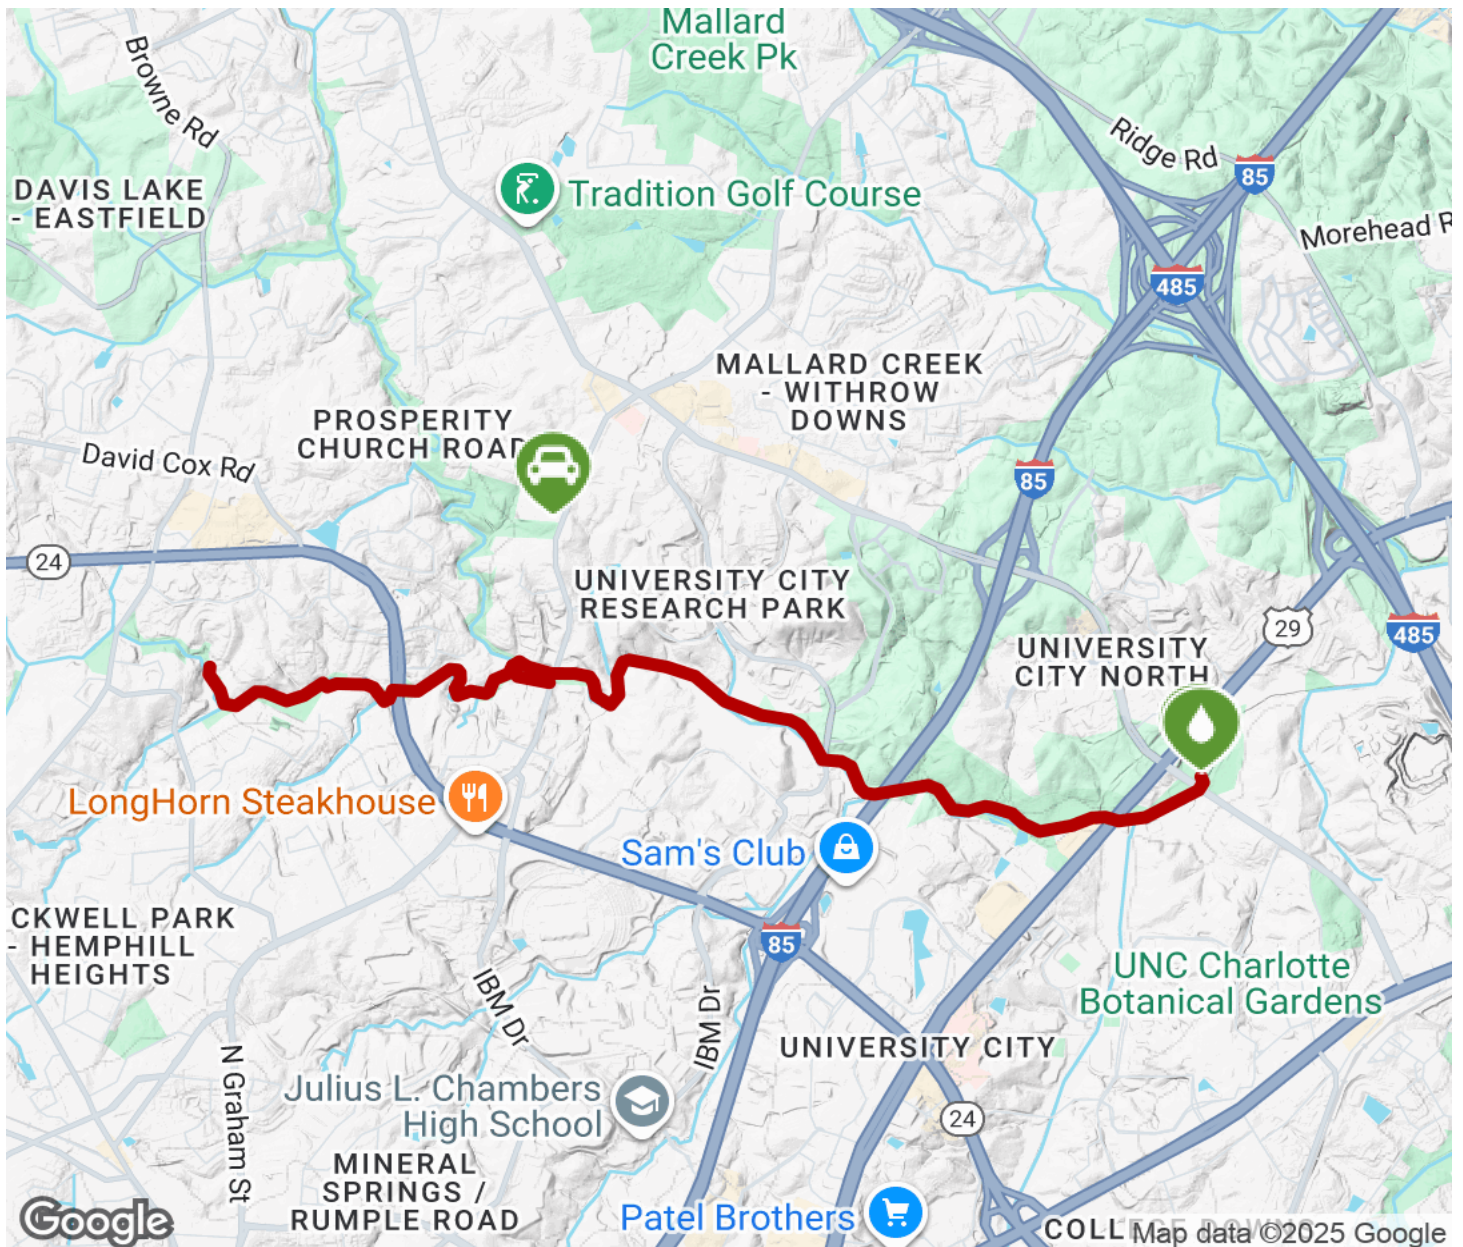 Mallard
Creek Pk
Browne Rd
Ridge Rd
85
DAVIS LAKE
- EASTFIELD
Tradition Golf Course
Morehead R
485
MALLARD CREEK
- WITHROW
DOWNS
PROSPERITY
CHURCH ROAD
David Cox Rd
85
24
UNIVERSITY CITY
RESEARCH PARK
29
485
UNIVERSITY
CITY NORTH
LongHorn Steakhouse
Sam's Club
CKWELL PARK
- HEMPHILL
HEIGHTS
85
UNC Charlotte
Botanical Gardens
IBM Dr
IBM Dr
UNIVERSITY CITY
N Graham St
Julius L. Chambers
High School
24
MINERAL
SPRINGS /
RUMPLE ROAD
Patel Brothers
Google
Map data ©2025 Google